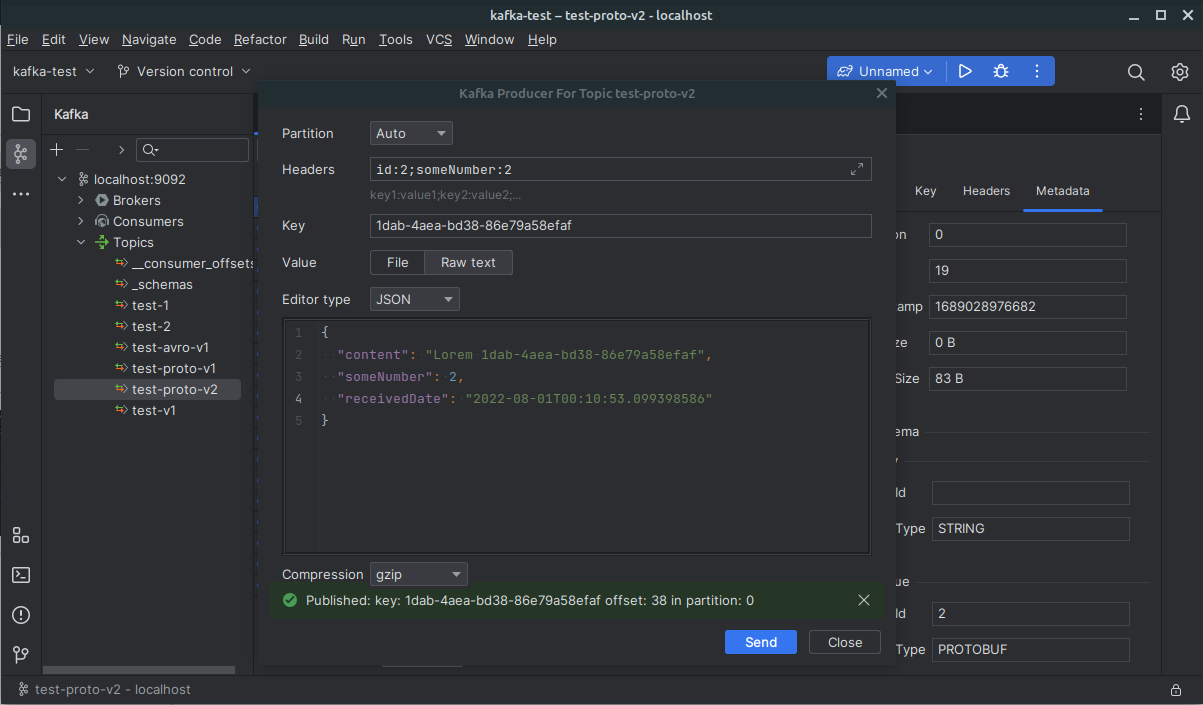 kafka-test – test-proto-v2 - localhost
File Edit View Navigate Code Refactor Build Run Tools VCS Window Help
kafka-test Version control Unnamed
Kafka
localhost:9092
Brokers
Consumers
Topics
__consumer_offsets
_schemas
test-1
test-2
test-avro-v1
test-proto-v1
test-proto-v2
test-v1
Kafka Producer For Topic test-proto-v2
Partition Auto
Headers id:2;someNumber:2
key1:value1;key2:value2;...
Key 1dab-4aea-bd38-86e79a58efaf
Value File Raw text
Editor type JSON
1 {
2 "content": "Lorem 1dab-4aea-bd38-86e79a58efaf",
3 "someNumber": 2,
4 "receivedDate": "2022-08-01T00:10:53.099398586"
5 }
Compression gzip
Published: key: 1dab-4aea-bd38-86e79a58efaf offset: 38 in partition: 0
Send Close
Key Headers Metadata
on 0
19
amp 1689028976682
ze 0 B
Size 83 B
ema
Id
Type STRING
ue
Id 2
Type PROTOBUF
test-proto-v2 - localhost